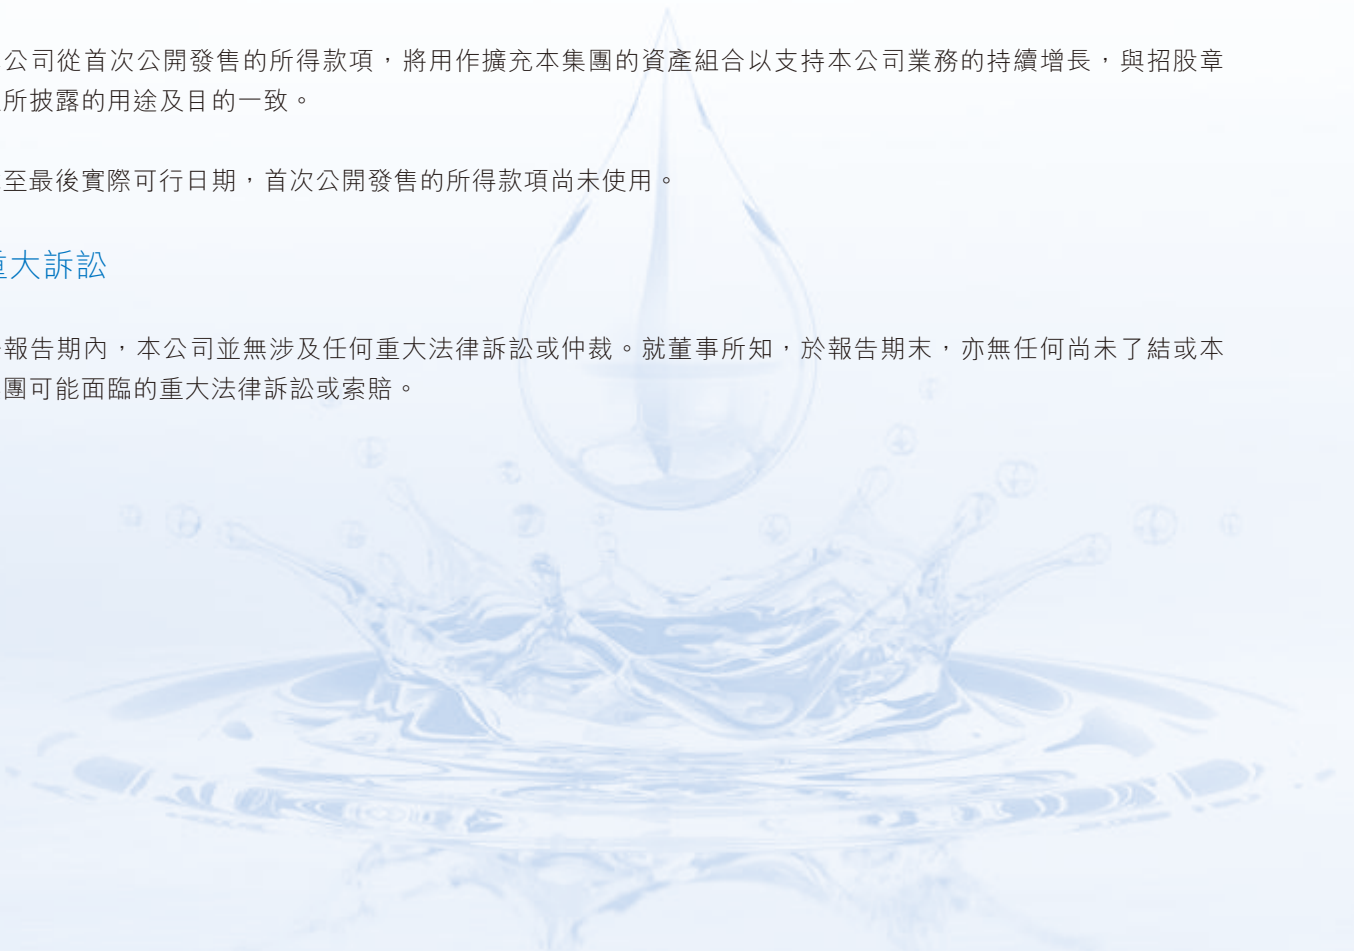 公司從首次公開發售的所得款項，將用作擴充本集團的資產組合以支持本公司業務的持續增長，與招股章
所披露的用途及目的一致。
至最後實際可行日期，首次公開發售的所得款項尚未使用。
重大訴訟
報告期內，本公司並無涉及任何重大法律訴訟或仲裁。就董事所知，於報告期末，亦無任何尚未了結或本
團可能面臨的重大法律訴訟或索賠。